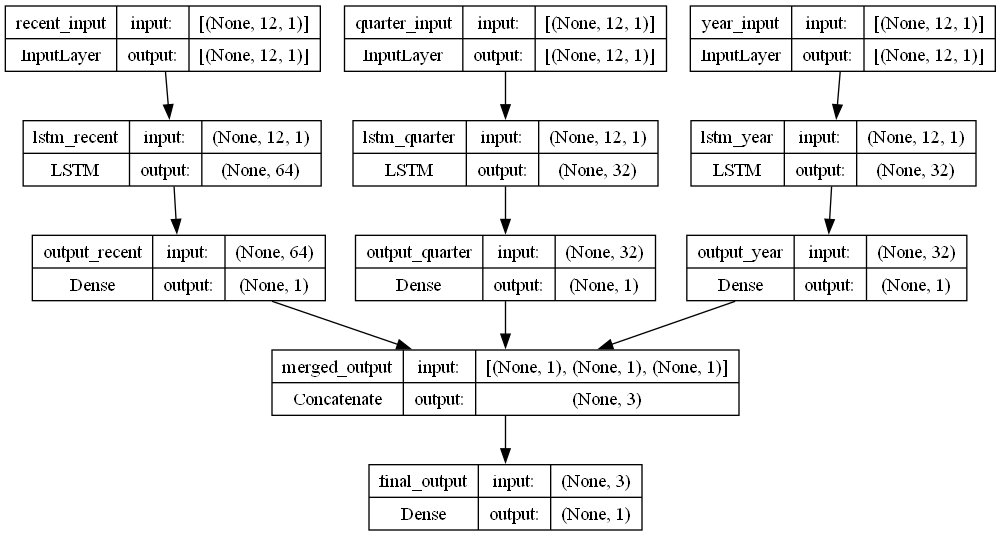 recent_input input: [(None, 12, 1)]
InputLayer output: [(None, 12, 1)]
quarter_input input: [(None, 12, 1)]
InputLayer output: [(None, 12, 1)]
year_input input: [(None, 12, 1)]
InputLayer output: [(None, 12, 1)]
lstm_recent input: (None, 12, 1)
LSTM output: (None, 64)
lstm_quarter input: (None, 12, 1)
LSTM output: (None, 32)
lstm_year input: (None, 12, 1)
LSTM output: (None, 32)
output_recent input: (None, 64)
Dense output: (None, 1)
output_quarter input: (None, 32)
Dense output: (None, 1)
output_year input: (None, 32)
Dense output: (None, 1)
merged_output input: [(None, 1), (None, 1), (None, 1)]
Concatenate output: (None, 3)
final_output input: (None, 3)
Dense output: (None, 1)